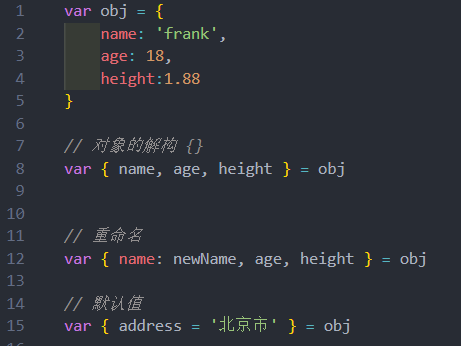 1 var obj = {
2 name: 'frank',
3 age: 18,
4 height:1.88
5 }
6
7 // 对象的解构 {}
8 var { name, age, height } = obj
9
10
11 // 重命名
12 var { name: newName, age, height } = obj
13
14 // 默认值
15 var { address = '北京市' } = obj